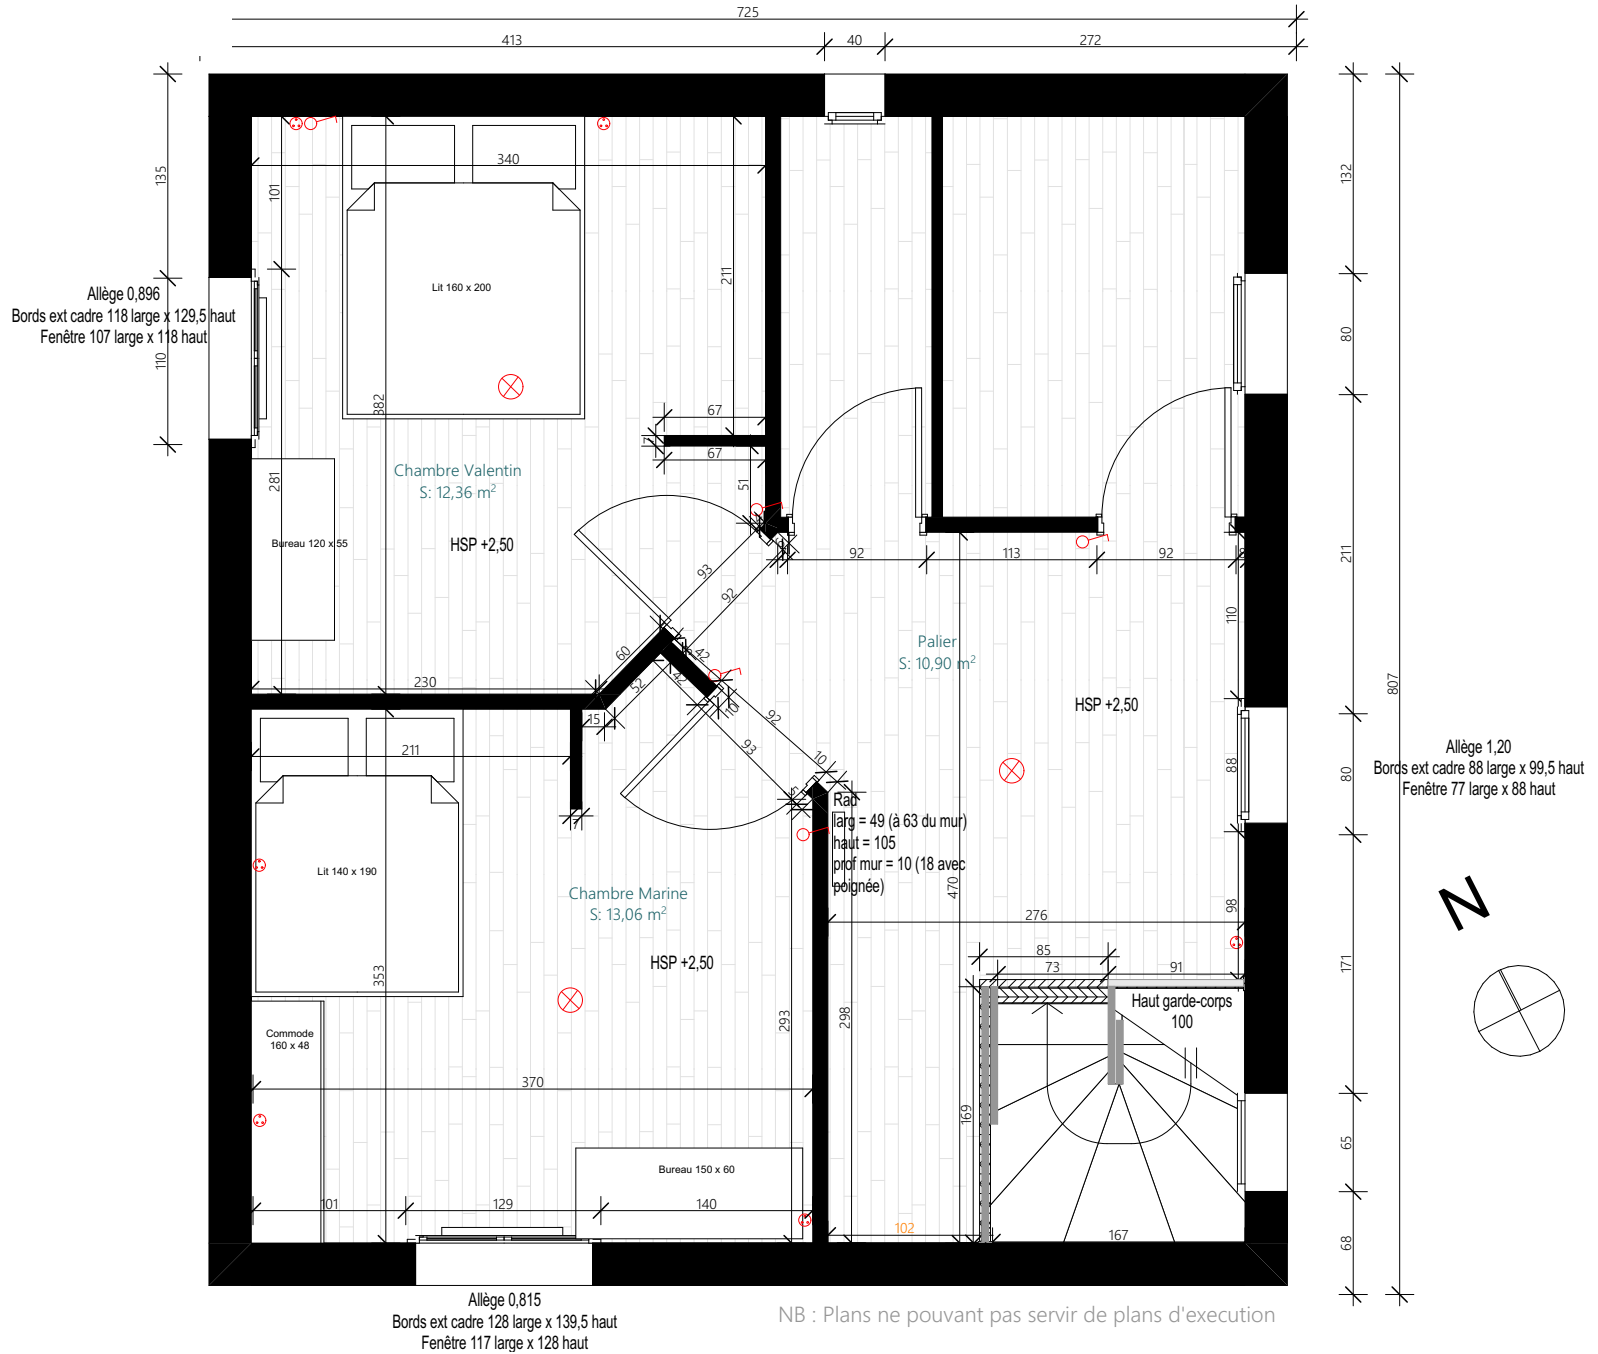 725
413
40
272
135
101
340
211
132
Allège 0,896
Bords ext cadre 118 large x 129,5 haut
Fenêtre 107 large x 118 haut
110
Lit 160 x 200
80
382
67
7
67
Chambre Valentin
S: 12,36 m²
281
51
Bureau 120 x 55
HSP +2,50
92
113
92
211
93
92
110
60
42
Palier
S: 10,90 m²
230
52
42
10
HSP +2,50
807
15
92
93
211
10
88
80
Allège 1,20
Bords ext cadre 88 large x 99,5 haut
Fenêtre 77 large x 88 haut
7
5
Rad
larg = 49 (à 63 du mur)
haut = 105
prof mur = 10 (18 avec
poignée)
Lit 140 x 190
470
Chambre Marine
S: 13,06 m²
98
276
N
HSP +2,50
353
85
73
91
171
Haut garde-corps
100
Commode
160 x 48
293
298
370
169
65
Bureau 150 x 60
101
129
140
102
167
68
Allège 0,815
Bords ext cadre 128 large x 139,5 haut
Fenêtre 117 large x 128 haut
NB : Plans ne pouvant pas servir de plans d'execution